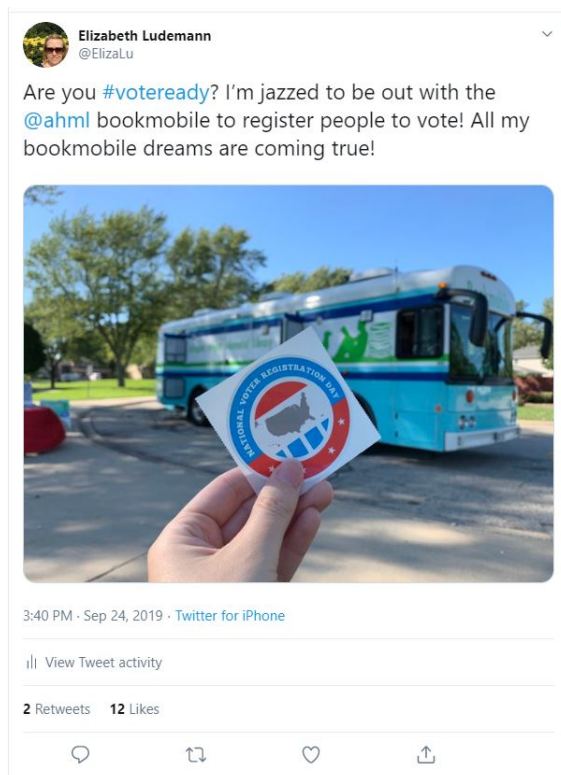 Elizabeth Ludemann
@ElizaLu
Are you #voteready? I'm jazzed to be out with the
@ahml bookmobile to register people to vote! All my
bookmobile dreams are coming true!
NATIONAL VOTER REGISTRATION DAY
3:40 PM · Sep 24, 2019 · Twitter for iPhone
View Tweet activity
2 Retweets 12 Likes